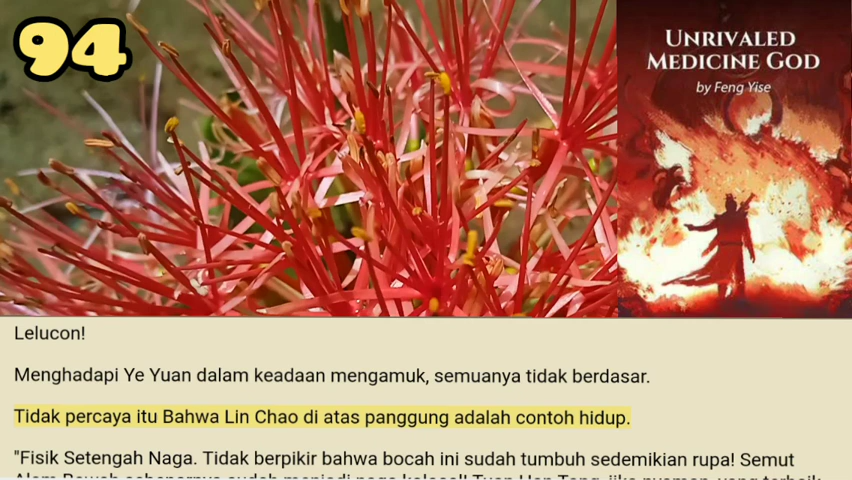 94
UNRIVALED
MEDICINE GOD
by Feng Yise
Lelucon!
Menghadapi Ye Yuan dalam keadaan mengamuk, semuanya tidak berdasar.
Tidak percaya itu Bahwa Lin Chao di atas panggung adalah contoh hidup.
"Fisik Setengah Naga. Tidak berpikir bahwa bocah ini sudah tumbuh sedemikian rupa! Semut